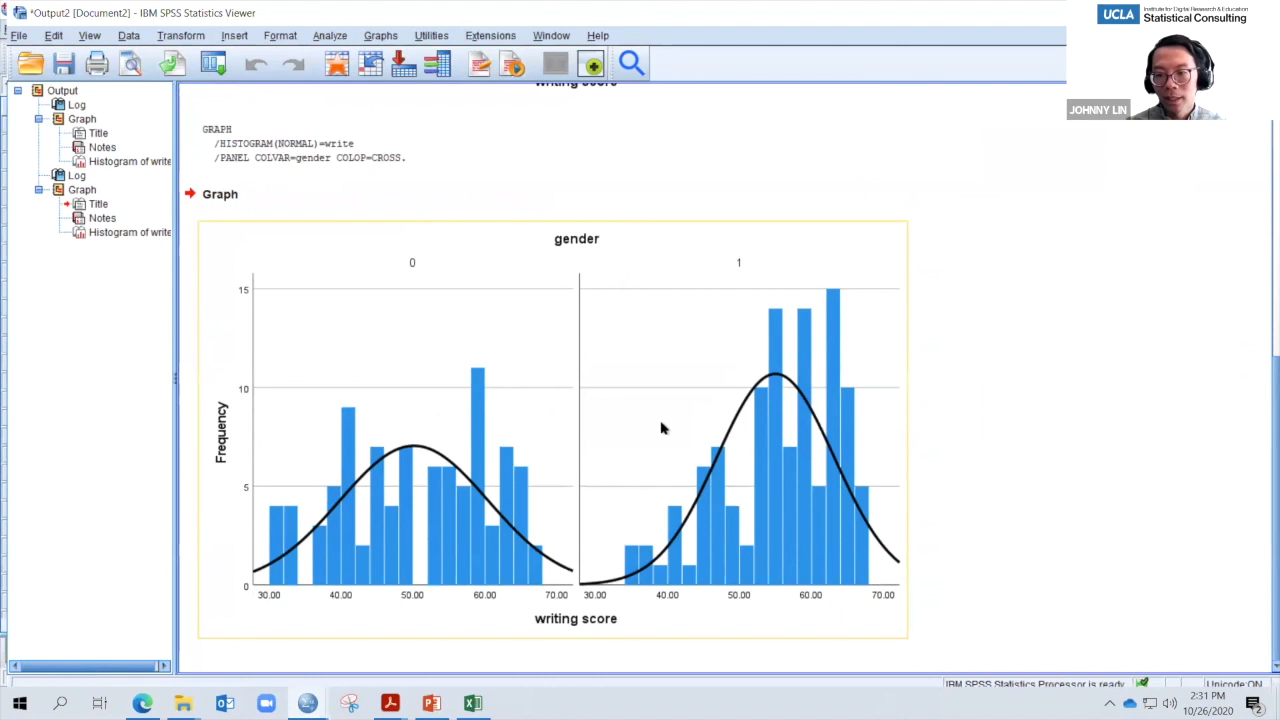 *Output2 [Document2] - IBM SPSS Statistics Viewer
File Edit View Data Transform Insert Format Analyze Graphs Utilities Extensions Window Help
UCLA
Institute for Digital Research & Education
Statistical Consulting
JOHNNY LIN
Output
Log
Graph
Title
Notes
Histogram of write
Log
Graph
Title
Notes
Histogram of write
writing score
GRAPH
/HISTOGRAM(NORMAL)=write
/PANEL COLVAR=gender COLOP=CROSS.
Graph
gender
0 1
Frequency
15
10
5
0
30.00 40.00 50.00 60.00 70.00 30.00 40.00 50.00 60.00 70.00
writing score
IBM SPSS Statistics Processor is ready
Unicode:ON
2:31 PM
10/26/2020
2